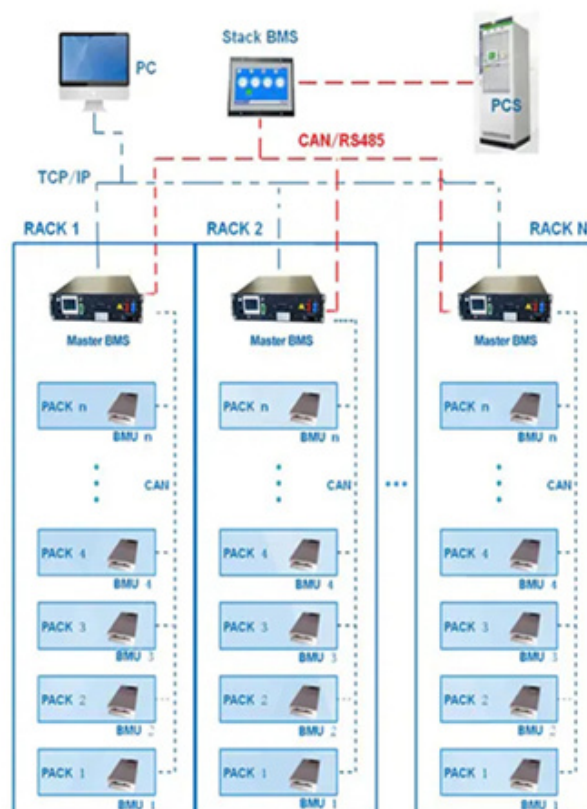 PC
Stack BMS
PCS
CAN/RS485
TCP/IP
RACK 1
RACK 2
RACK N
Master BMS
Master BMS
Master BMS
PACK n
PACK n
PACK n
BMU n
BMU n
BMU n
CAN
CAN
CAN
PACK 4
PACK 4
PACK 4
BMU 4
BMU 4
BMU 4
PACK 3
PACK 3
PACK 3
BMU 3
BMU 3
BMU 3
PACK 2
PACK 2
PACK 2
BMU 2
BMU 2
BMU 2
PACK 1
PACK 1
PACK 1
BMU 1
BMU 1
BMU 1